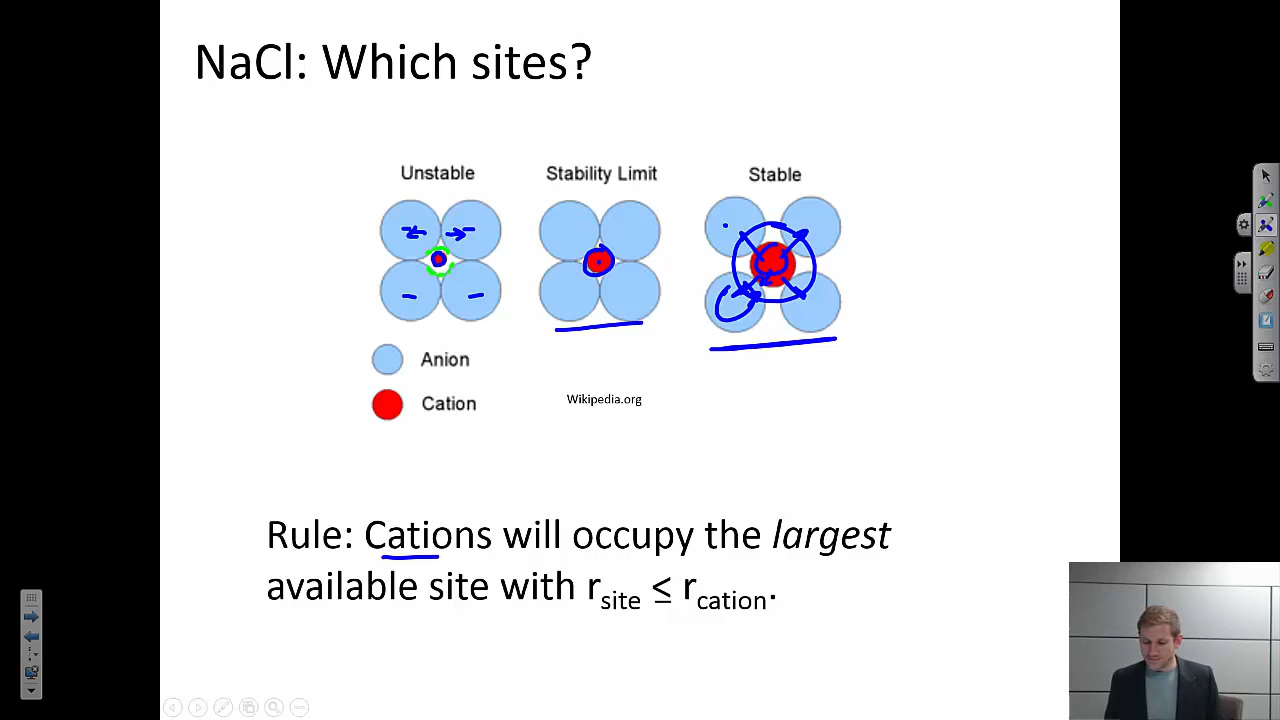 NaCl: Which sites?
Unstable
Stability Limit
Stable
Anion
Cation
Wikipedia.org
Rule: Cations will occupy the largest
available site with rsite ≤ rcation.